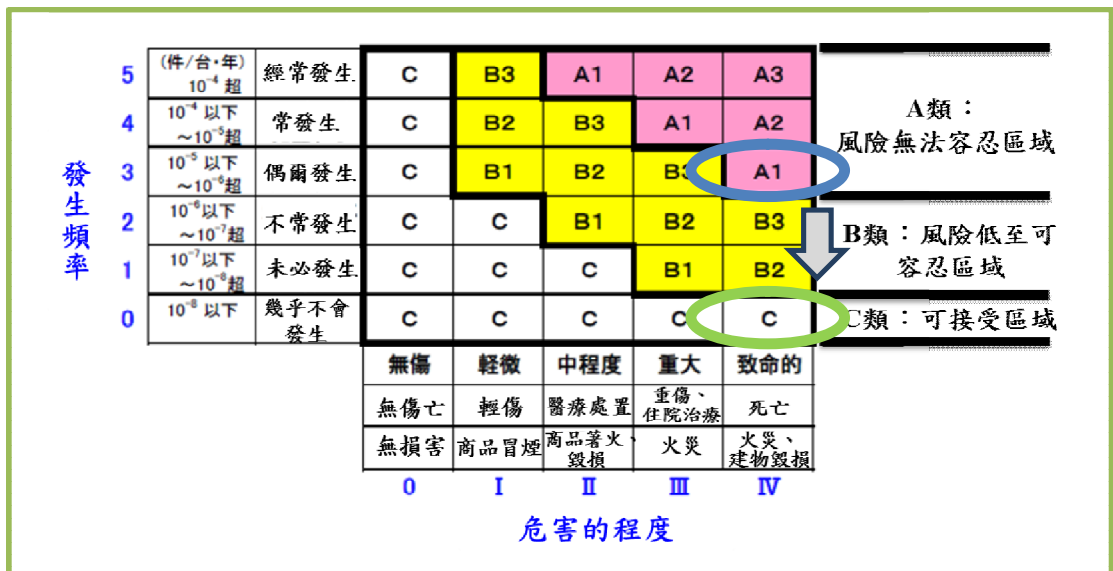 發生頻率
5 (件/台・年) 經常發生 C B3 A1 A2 A3
10⁻⁴ 超
4 10⁻⁴ 以下 常發生 C B2 B3 A1 A2
～10⁻⁵超
3 10⁻⁵ 以下 偶爾發生 C B1 B2 B3 A1
～10⁻⁶超
2 10⁻⁶以下 不常發生 C C B1 B2 B3
～10⁻⁷超
1 10⁻⁷以下 未必發生 C C C B1 B2
～10⁻⁸超
0 10⁻⁸ 以下 幾乎不會 C C C C C
發生
A類：
風險無法容忍區域
B類：風險低至可
容忍區域
C類：可接受區域
無傷 軽微 中程度 重大 致命的
無傷亡 輕傷 醫療處置 重傷、 死亡
住院治療
無損害 商品冒煙 商品著火、 火災 火災、
毀損 建物毀損
0 I II III IV
危害的程度